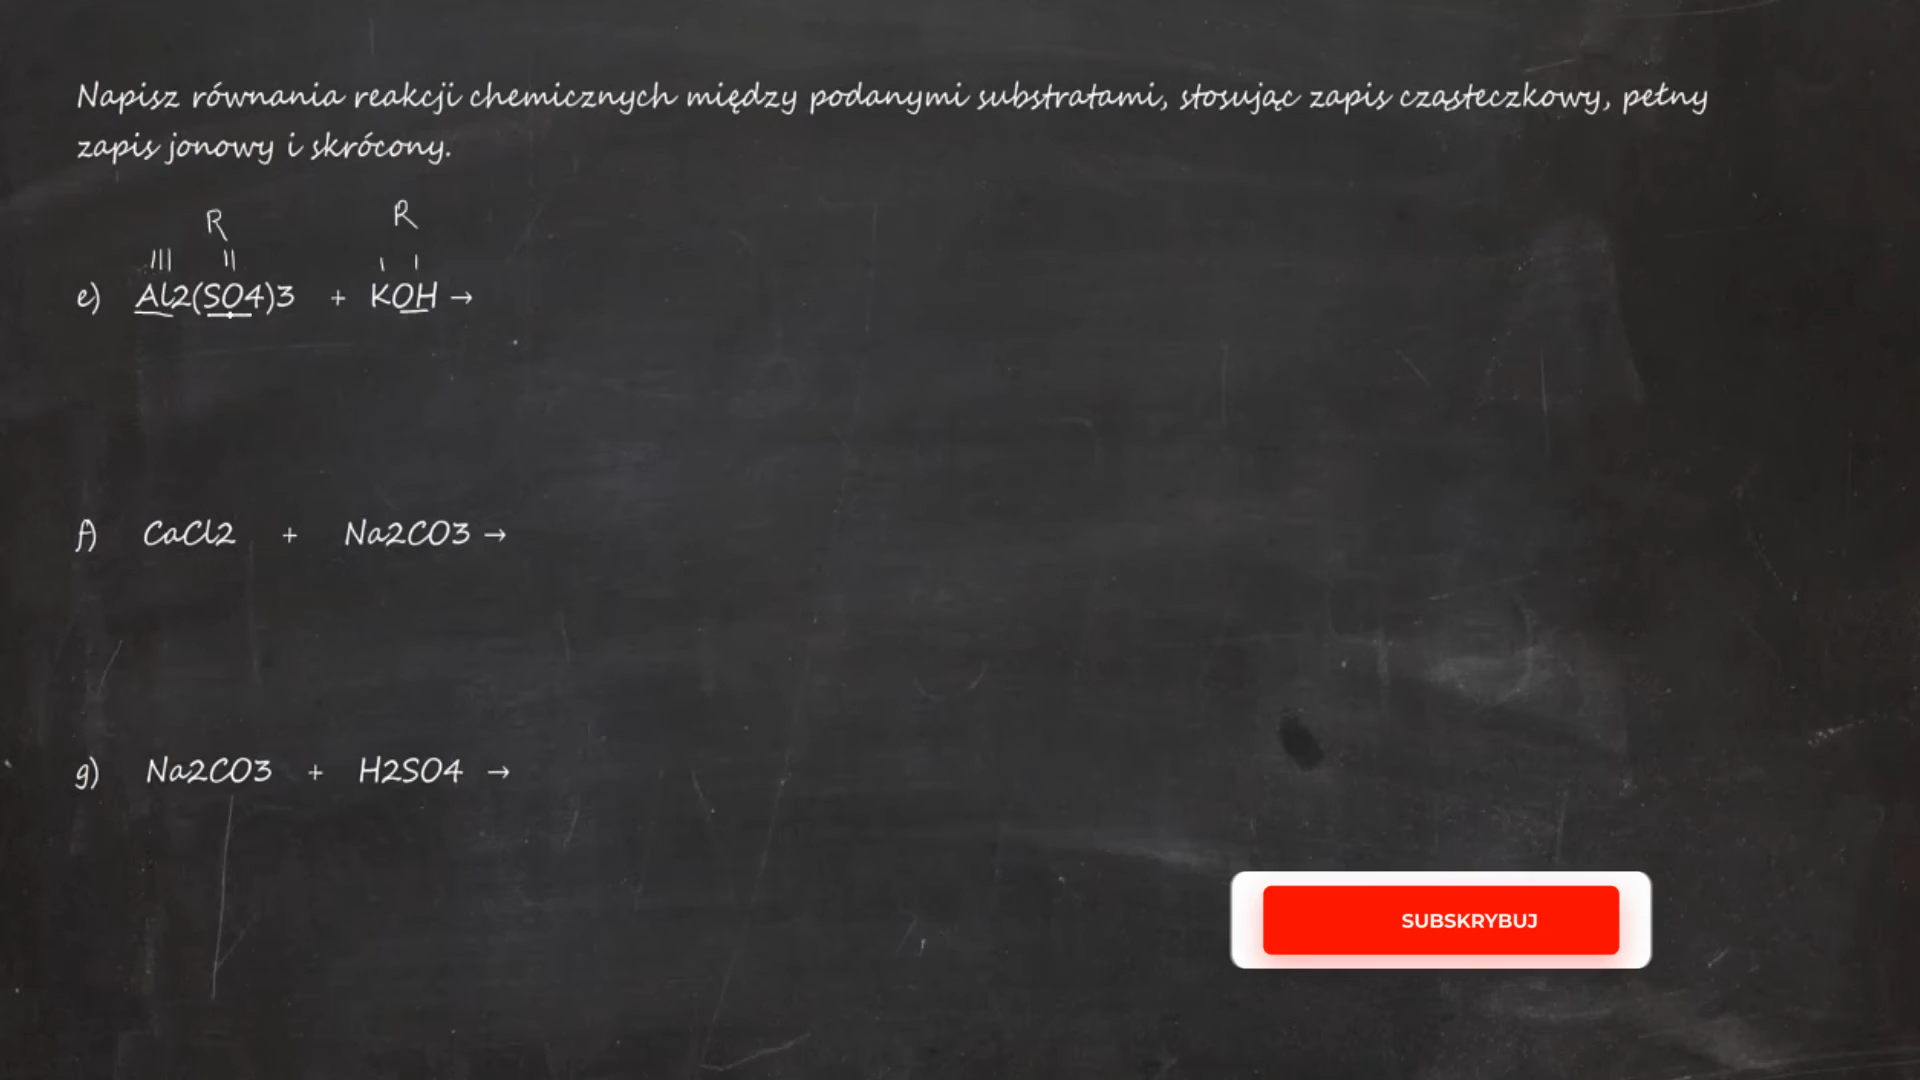 Napisz równania reakcji chemicznych między podanymi substratami, stosując zapis cząsteczkowy, pełny
zapis jonowy i skrócony.
R R
III II I I
e) Al2(SO4)3 + KOH →
f) CaCl2 + Na2CO3 →
g) Na2CO3 + H2SO4 →
SUBSKRYBUJ